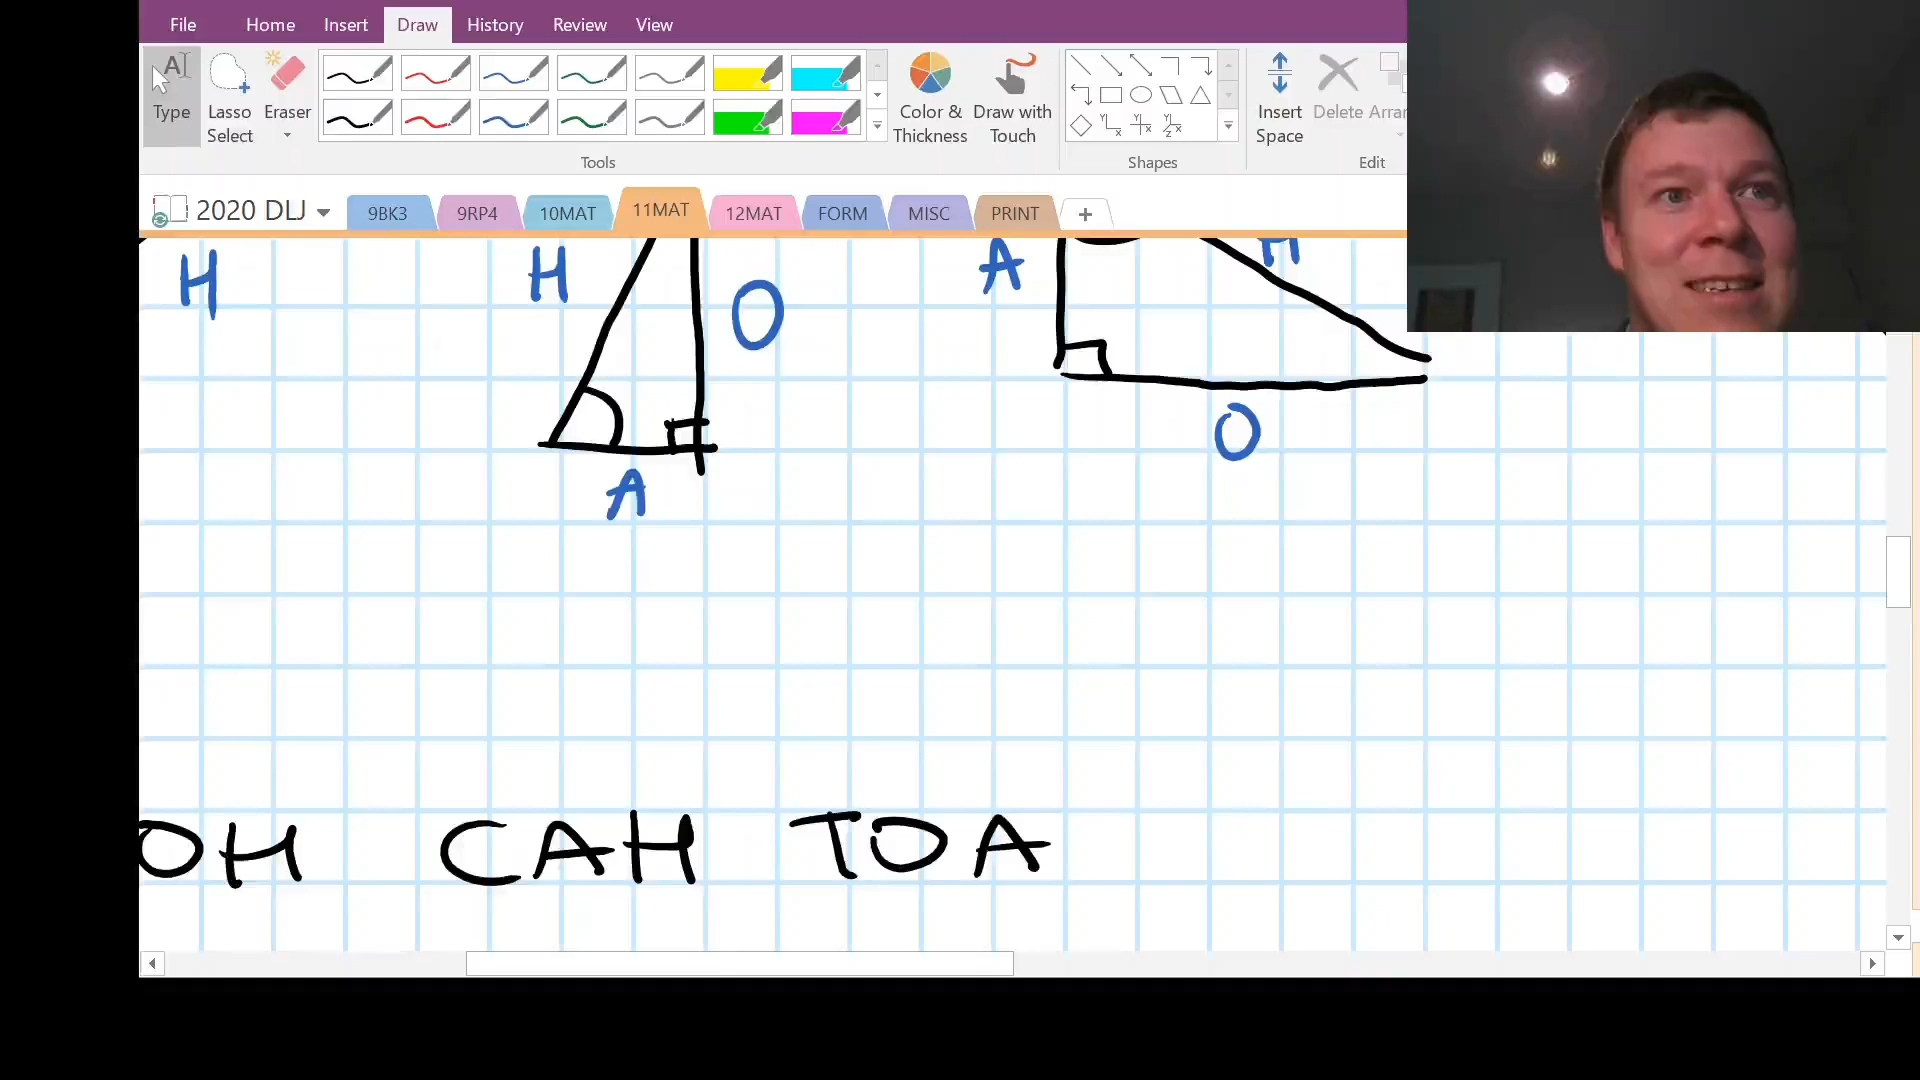 File Home Insert Draw History Review View
Type
Lasso Select
Eraser
Color & Thickness
Draw with Touch
Insert Space
Delete Arran
Tools Shapes Edit
2020 DLJ 9BK3 9RP4 10MAT 11MAT 12MAT FORM MISC PRINT +
H H O A H
O
A
OH CAH TOA